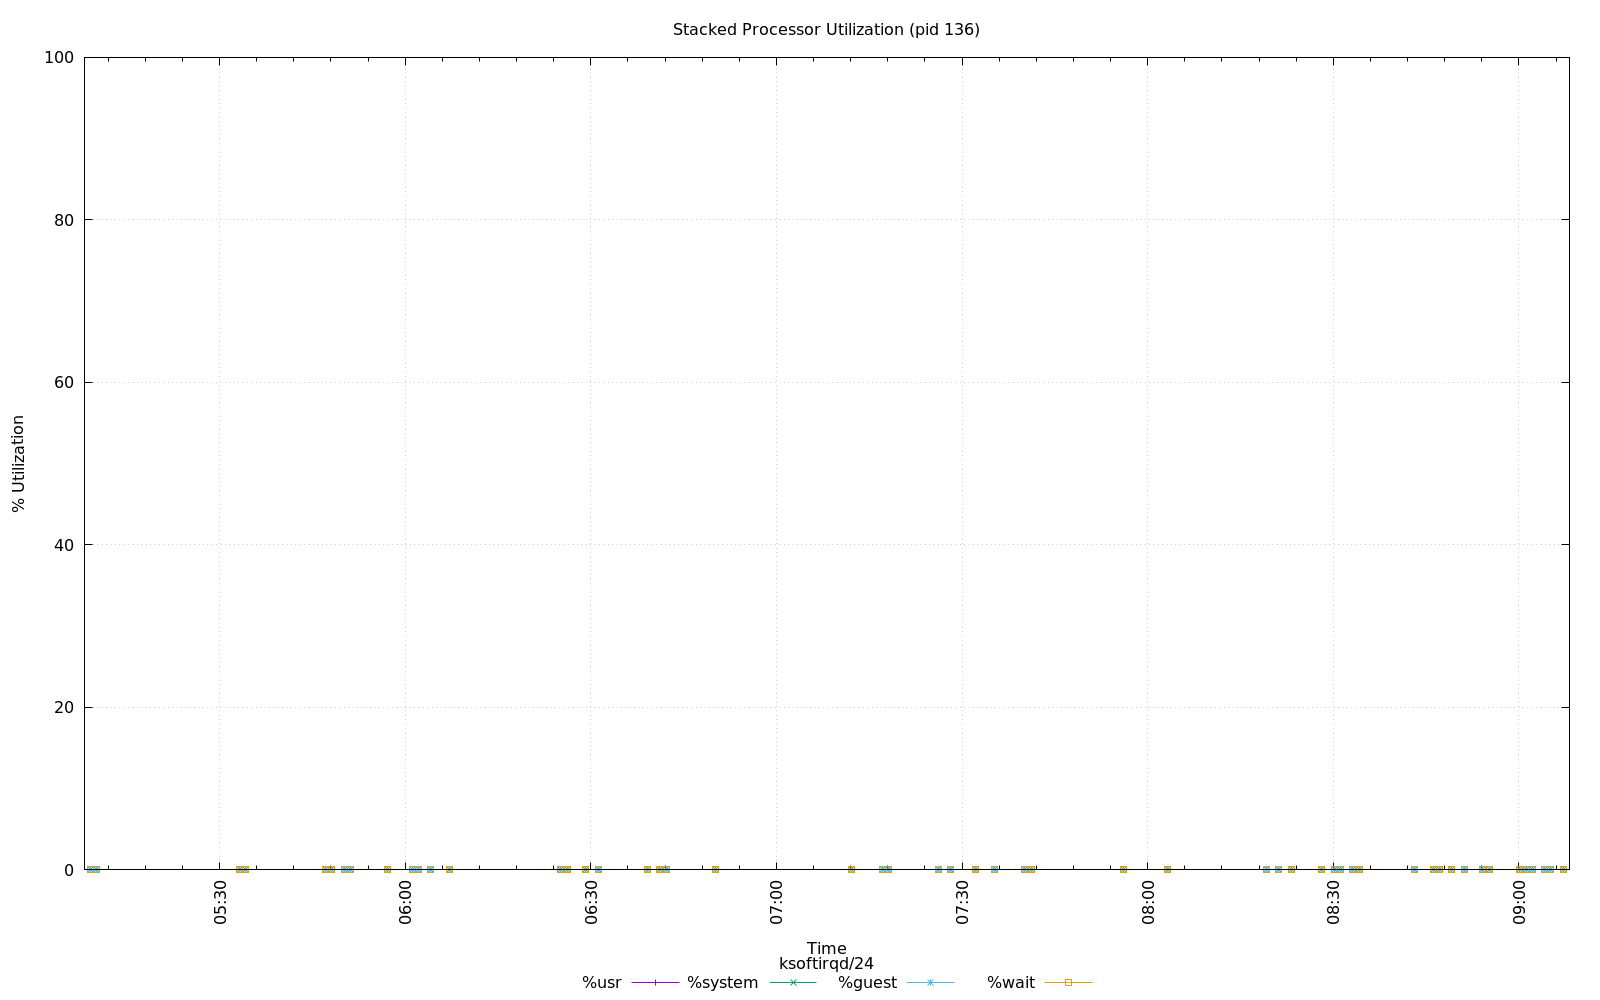 Stacked Processor Utilization (pid 136)
100
80
60
40
20
0
% Utilization
05:30
06:00
06:30
07:00
07:30
08:00
08:30
09:00
Time
ksoftirqd/24
%usr %system %guest %wait